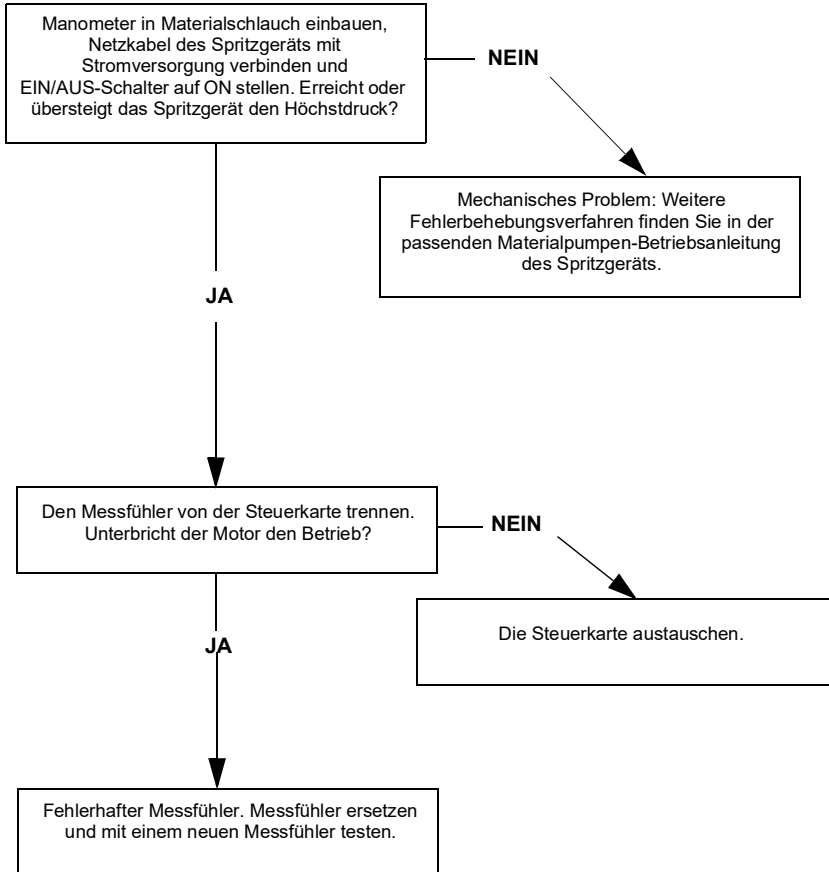 Manometer in Materialschlauch einbauen,
Netzkabel des Spritzgeräts mit
Stromversorgung verbinden und
EIN/AUS-Schalter auf ON stellen. Erreicht oder
übersteigt das Spritzgerät den Höchstdruck?
NEIN
Mechanisches Problem: Weitere
Fehlerbehebungsverfahren finden Sie in der
passenden Materialpumpen-Betriebsanleitung
des Spritzgeräts.
JA
Den Messfühler von der Steuerkarte trennen.
Unterbricht der Motor den Betrieb?
NEIN
Die Steuerkarte austauschen.
JA
Fehlerhafter Messfühler. Messfühler ersetzen
und mit einem neuen Messfühler testen.